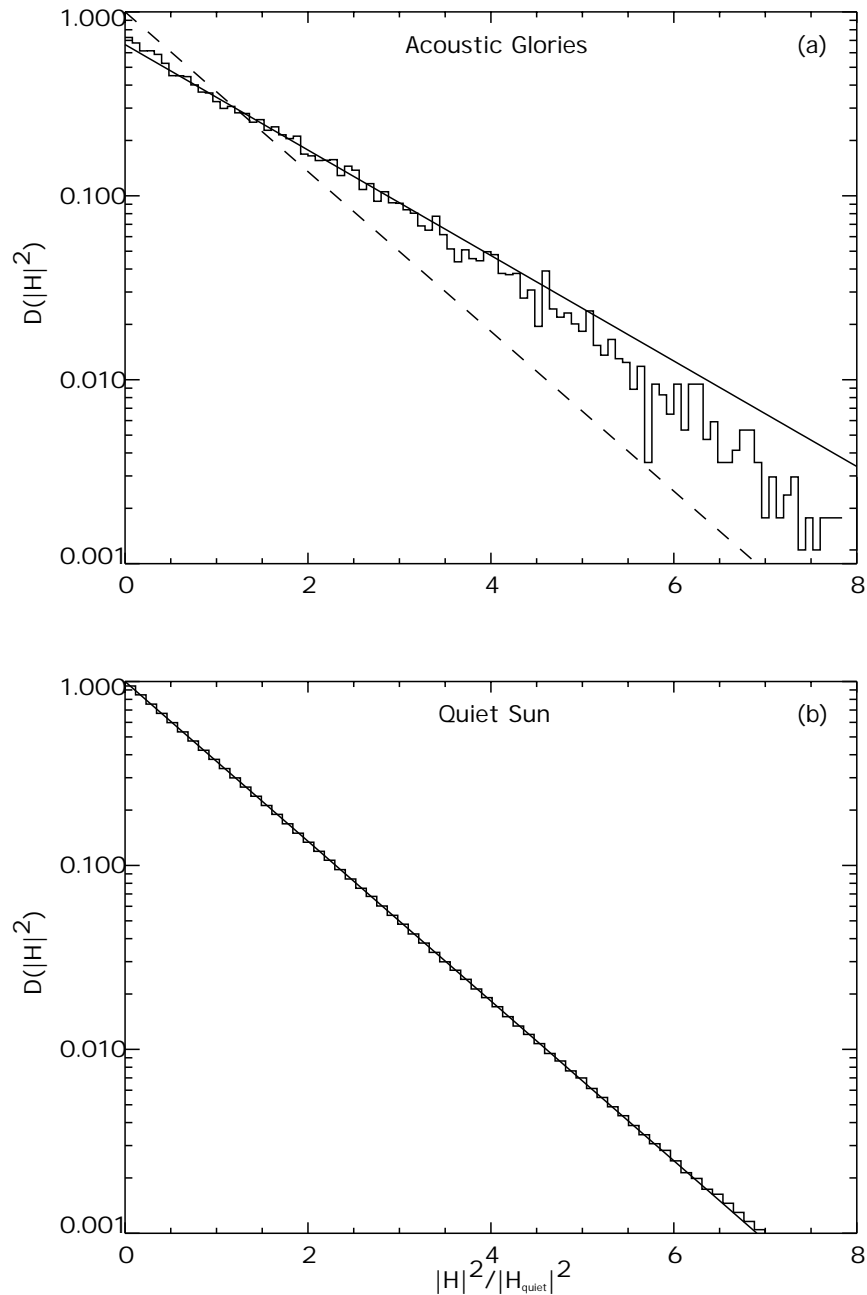 Acoustic Glories
(a)
1.000
0.100
0.010
0.001
D(|H|²)
0 2 4 6 8
Quiet Sun
(b)
1.000
0.100
0.010
0.001
D(|H|²)
0 2 4 6 8
|H|²/|H_quiet|²